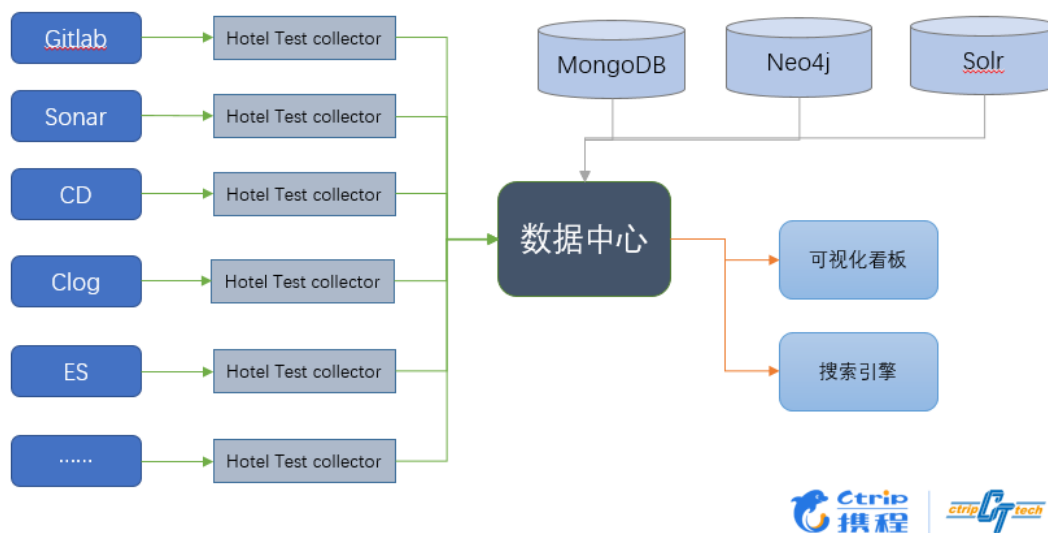 Gitlab
Hotel Test collector
MongoDB
Neo4j
Solr
Sonar
Hotel Test collector
CD
Hotel Test collector
数据中心
可视化看板
Clog
Hotel Test collector
ES
Hotel Test collector
搜索引擎
……
Hotel Test collector
Ctrip
携程
ctrip CT tech